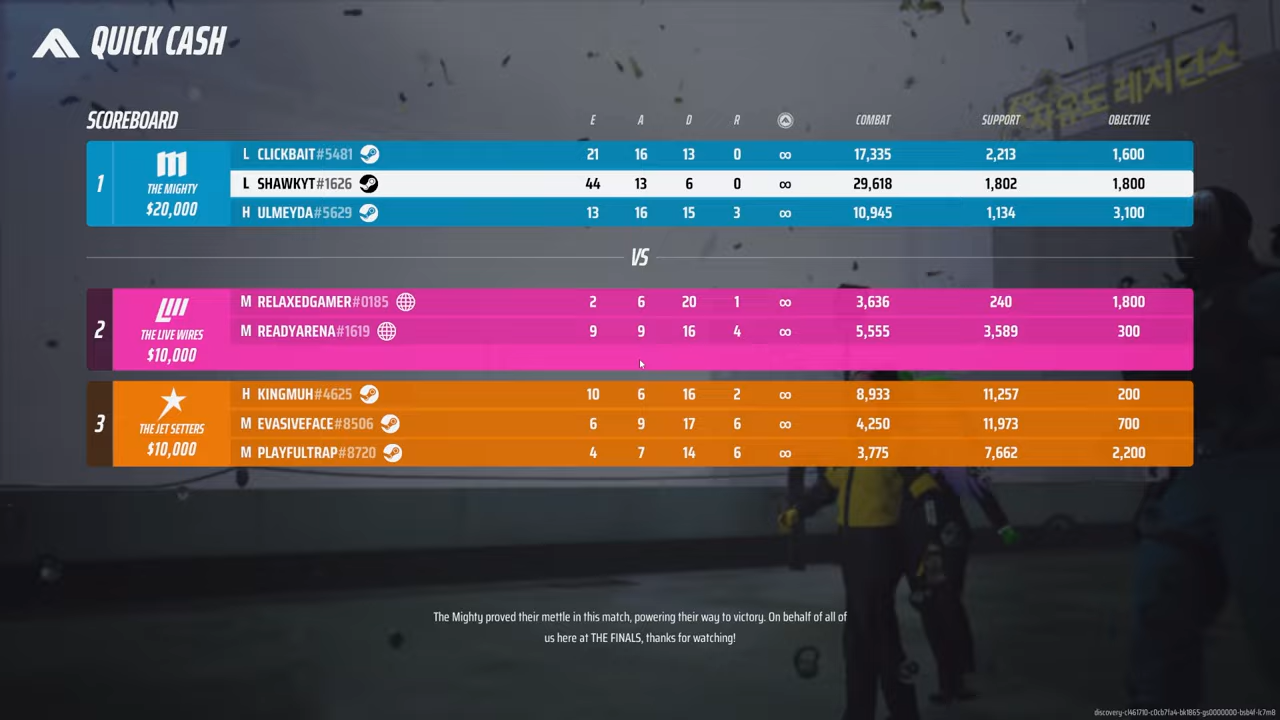 QUICK CASH
자유도 레지던스
SCOREBOARD E A D R COMBAT SUPPORT OBJECTIVE
1 THE MIGHTY $20,000
L CLICKBAIT#5481 21 16 13 0 ∞ 17,335 2,213 1,600
L SHAWKYT#1626 44 13 6 0 ∞ 29,618 1,802 1,800
H ULMEYDA#5629 13 16 15 3 ∞ 10,945 1,134 3,100
VS
2 THE LIVE WIRES $10,000
M RELAXEDGAMER#0185 2 6 20 1 ∞ 3,636 240 1,800
M READYARENA#1619 9 9 16 4 ∞ 5,555 3,589 300
3 THE JET SETTERS $10,000
H KINGMUH#4625 10 6 16 2 ∞ 8,933 11,257 200
M EVASIVEFACE#8506 6 9 17 6 ∞ 4,250 11,973 700
M PLAYFULTRAP#8720 4 7 14 6 ∞ 3,775 7,662 2,200
The Mighty proved their mettle in this match, powering their way to victory. On behalf of all of
us here at THE FINALS, thanks for watching!